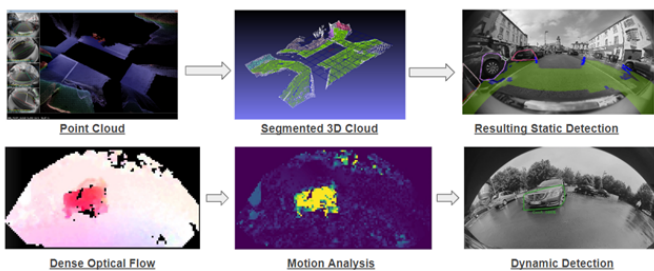 Point Cloud
Segmented 3D Cloud
Resulting Static Detection
Dense Optical Flow
Motion Analysis
Dynamic Detection